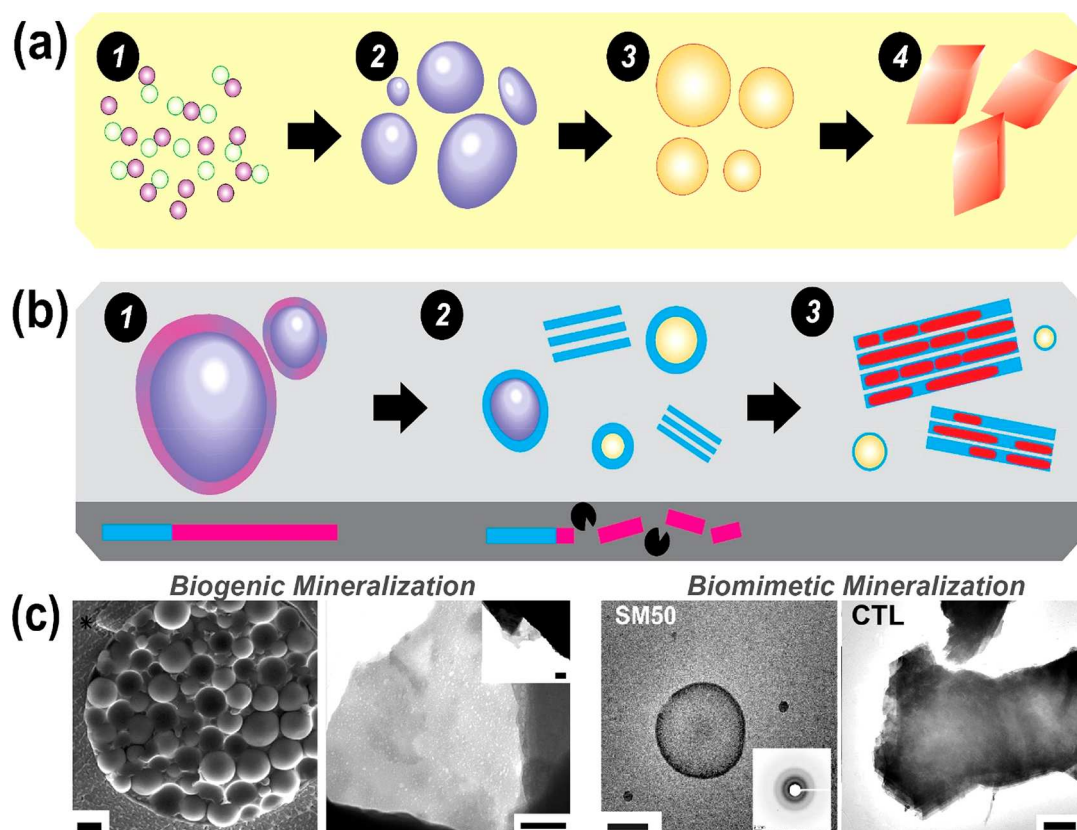 (a)
1
2
3
4
(b)
1
2
3
Biogenic Mineralization
Biomimetic Mineralization
(c)
*
SM50
CTL